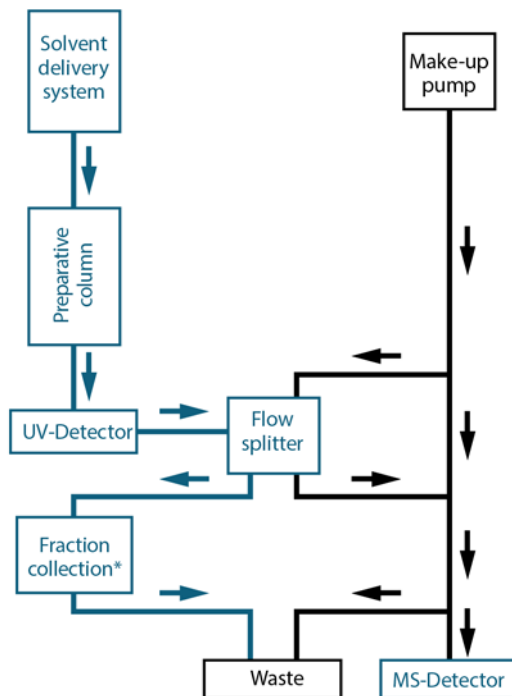 Solvent
delivery
system
Make-up
pump
Preparative
column
UV-Detector
Flow
splitter
Fraction
collection*
Waste
MS-Detector